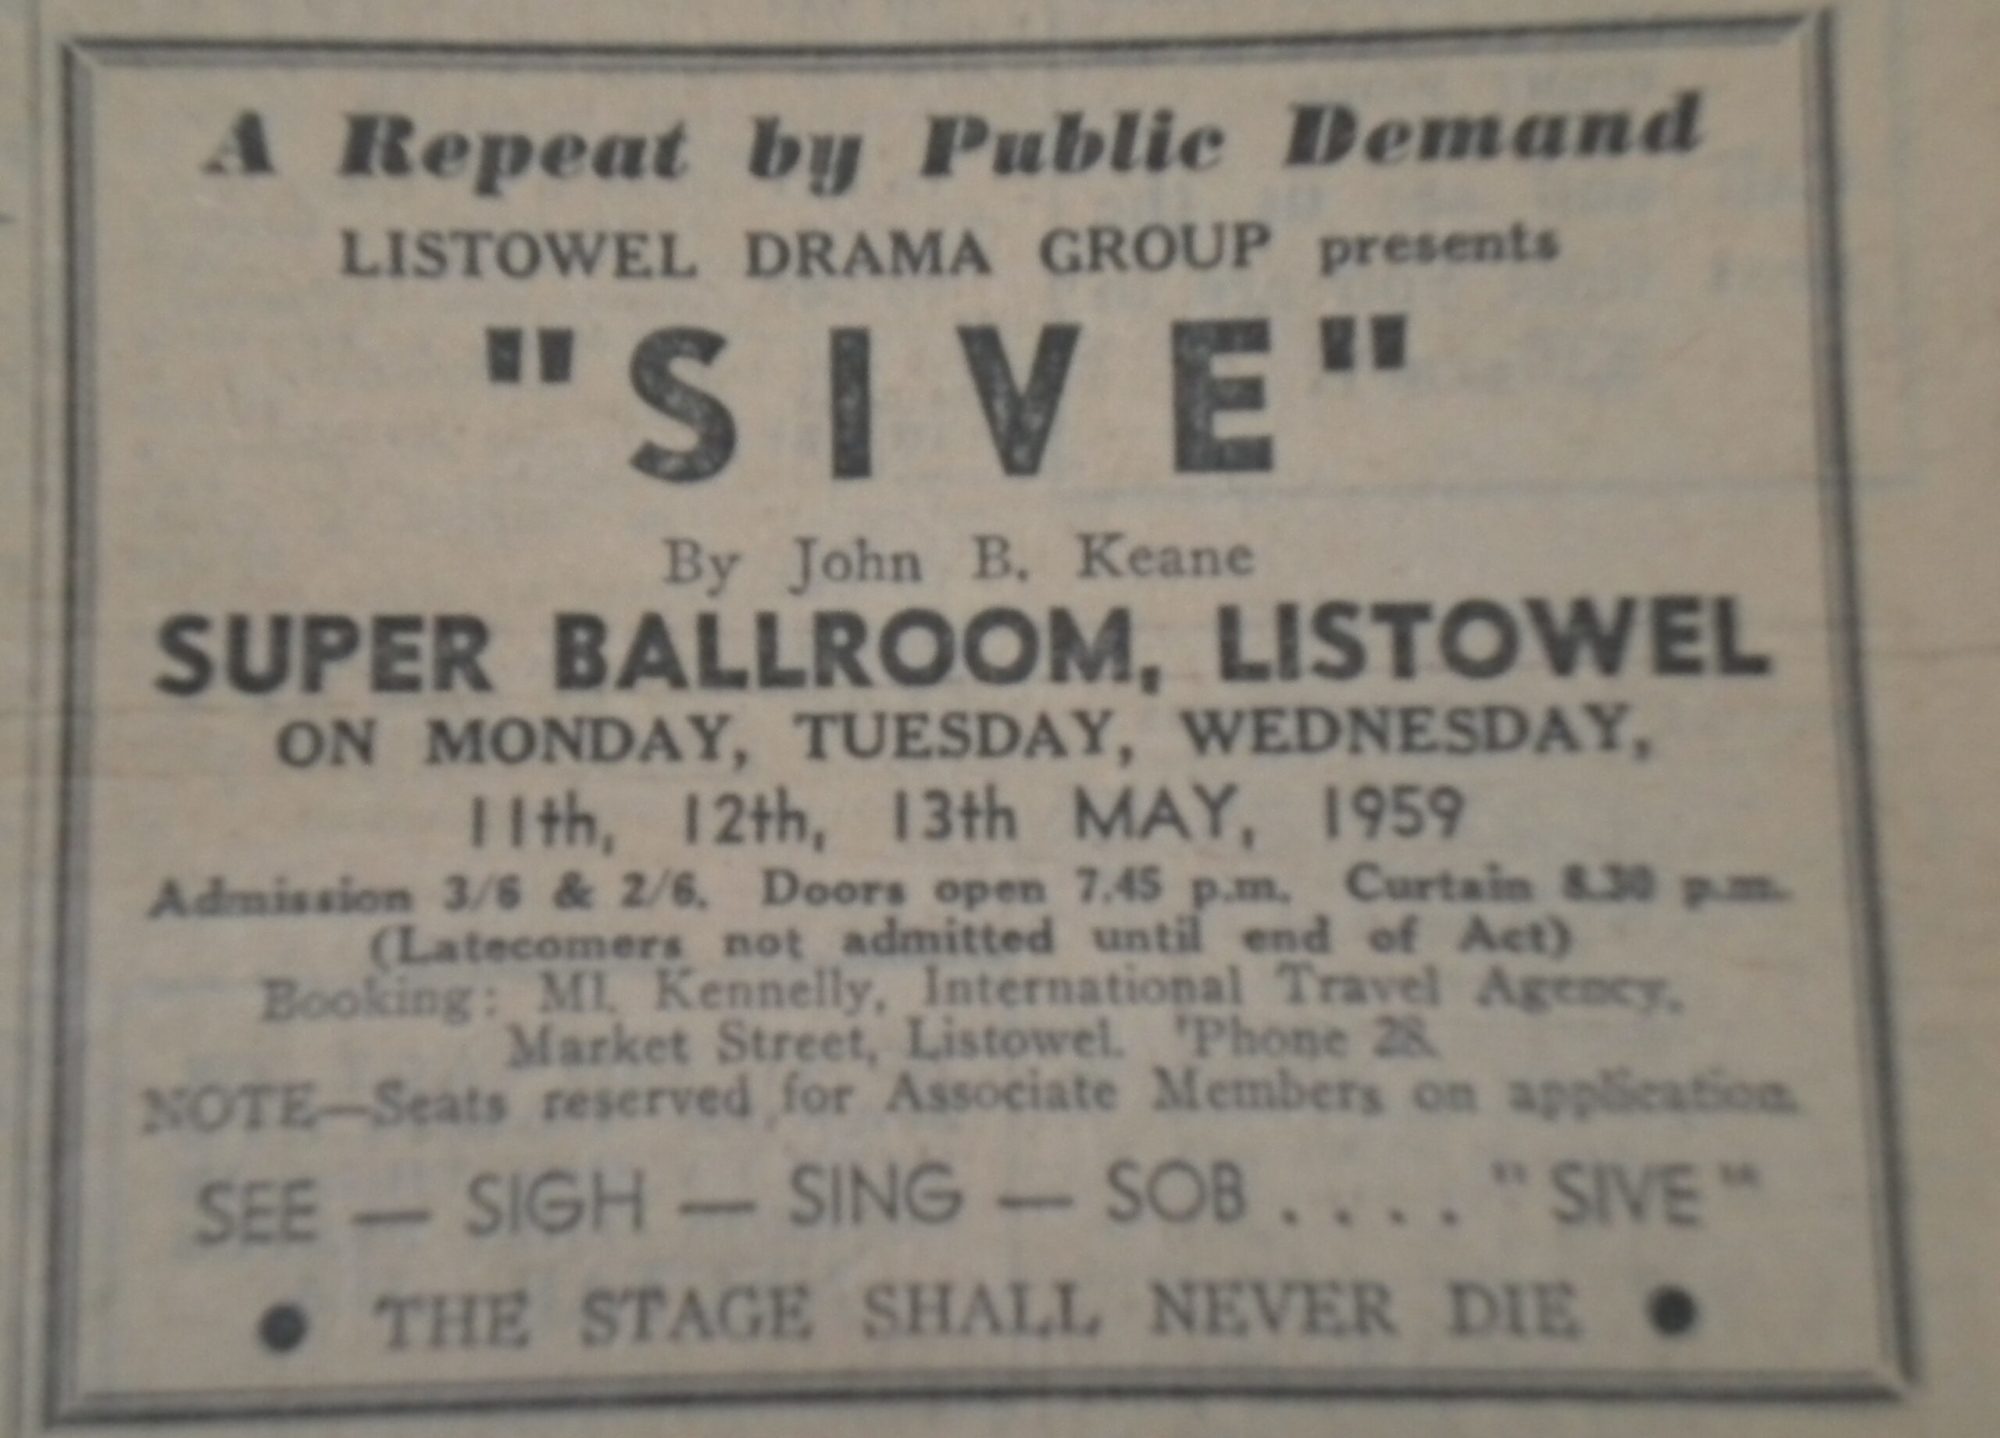 A Repeat by Public Demand
LISTOWEL DRAMA GROUP presents
"SIVE"
By John B. Keane
SUPER BALLROOM, LISTOWEL
ON MONDAY, TUESDAY, WEDNESDAY,
11th, 12th, 13th MAY, 1959
Admission 3/6 & 2/6. Doors open 7.45 p.m. Curtain 8.30 p.m.
(Latecomers not admitted until end of Act)
Booking: Ml. Kennelly, International Travel Agency,
Market Street, Listowel. 'Phone 28.
NOTE—Seats reserved for Associate Members on application.
SEE — SIGH — SING — SOB . . . . "SIVE"
● THE STAGE SHALL NEVER DIE ●